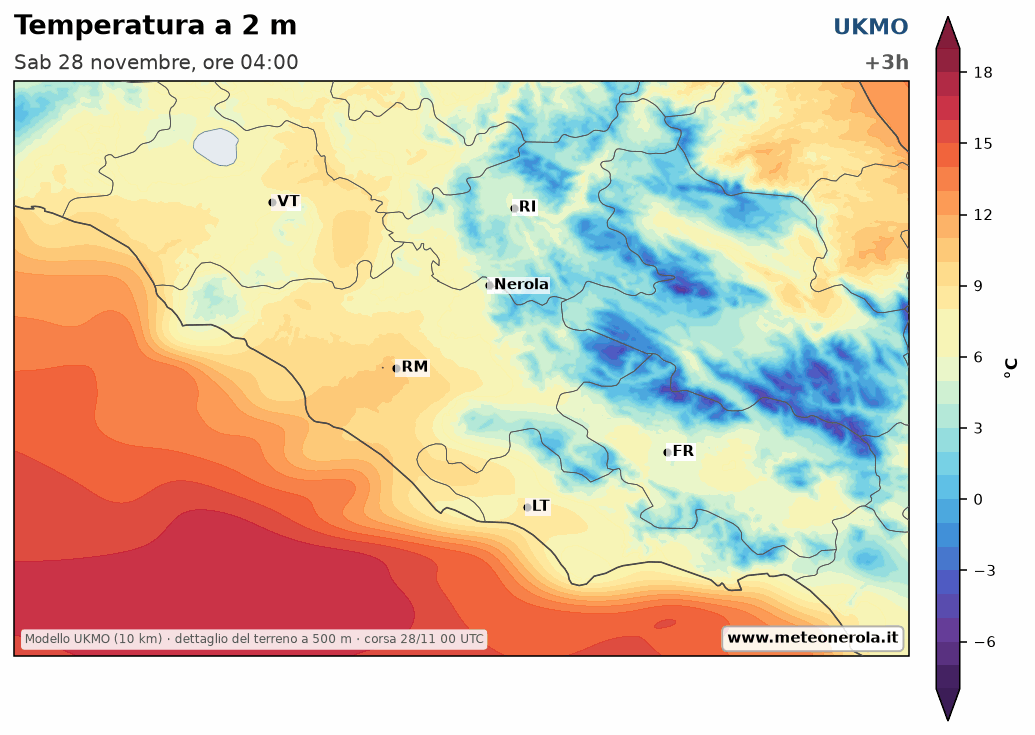 Temperatura a 2 m
UKMO
Sab 28 novembre, ore 04:00
+3h
VT
RI
Nerola
RM
FR
LT
18
15
12
9
6
3
0
−3
−6
°C
Modello UKMO (10 km) · dettaglio del terreno a 500 m · corsa 28/11 00 UTC
www.meteonerola.it